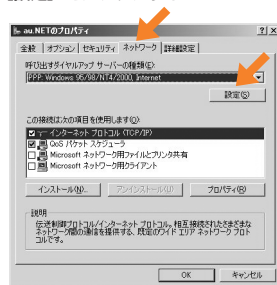 au.NETのプロパティ
全般 オプション セキュリティ ネットワーク 詳細設定
呼び出すダイヤルアップ サーバーの種類(E):
PPP: Windows 95/98/NT4/2000, Internet
設定(S)
この接続は次の項目を使用します(O):
インターネット プロトコル (TCP/IP)
QoS パケット スケジューラ
Microsoft ネットワーク用ファイルとプリンタ共有
Microsoft ネットワーク用クライアント
インストール(N)... アンインストール(U) プロパティ(R)
説明
伝送制御プロトコル/インターネット プロトコル。相互接続されたさまざまな
ネットワーク間の通信を提供する、既定のワイド エリア ネットワーク プロト
コルです。
OK キャンセル